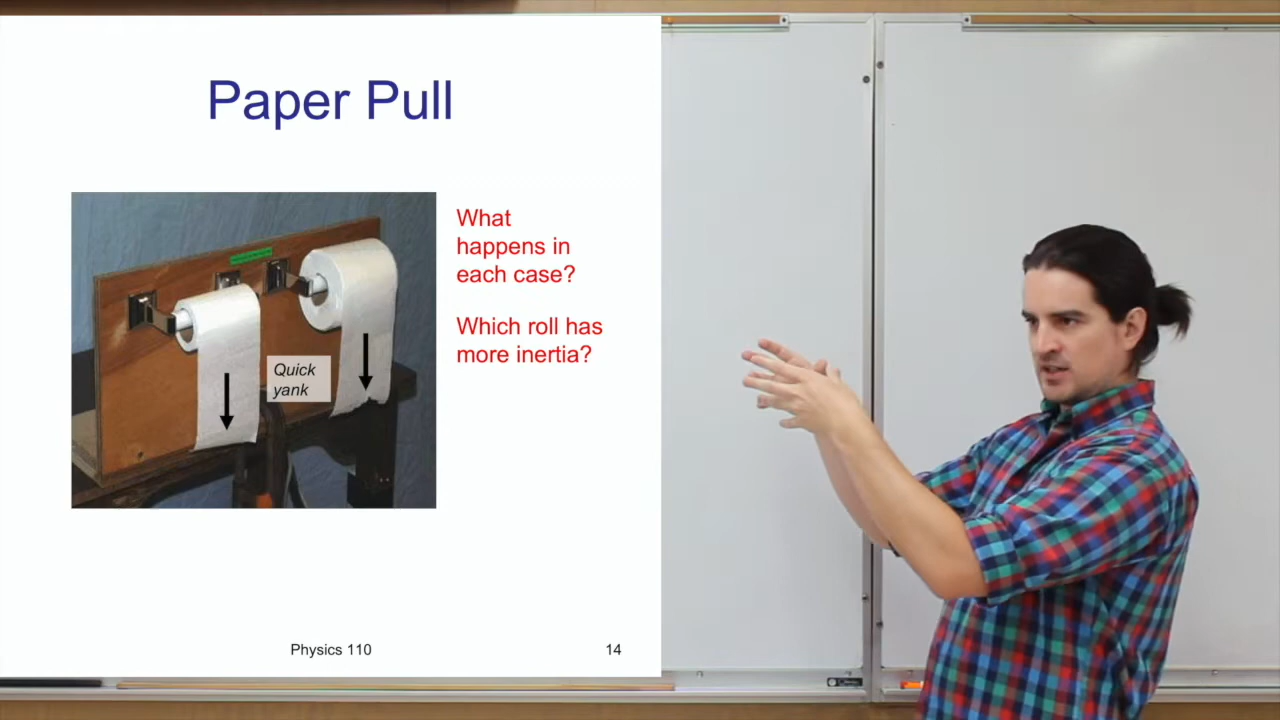 Paper Pull
What
happens in
each case?
Which roll has
more inertia?
Quick
yank
Physics 110
14